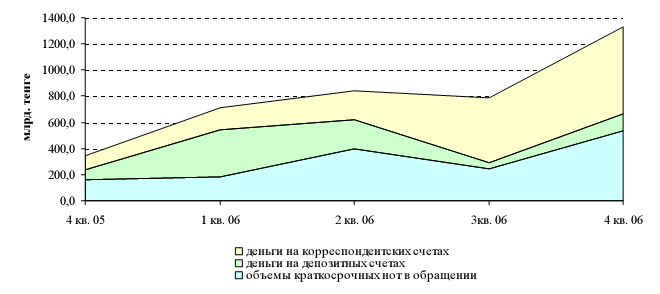 1400,0
1200,0
1000,0
800,0
600,0
400,0
200,0
0,0
млрд. тенге
4 кв. 05 1 кв. 06 2 кв. 06 3кв. 06 4 кв. 06
деньги на корреспондентских счетах
деньги на депозитных счетах
объемы краткосрочных нот в обращении